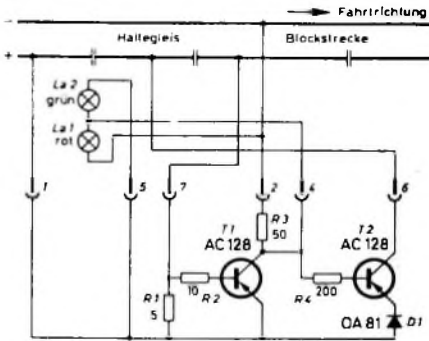 − Fahrtrichtung
+ Haltegleis Blockstrecke
La 2
grün
La 1
rot
1 5 7 2 4 6
T1
AC 128
R3
50
T2
AC 128
10
R2
R4
200
R1
5
OA 81
D1